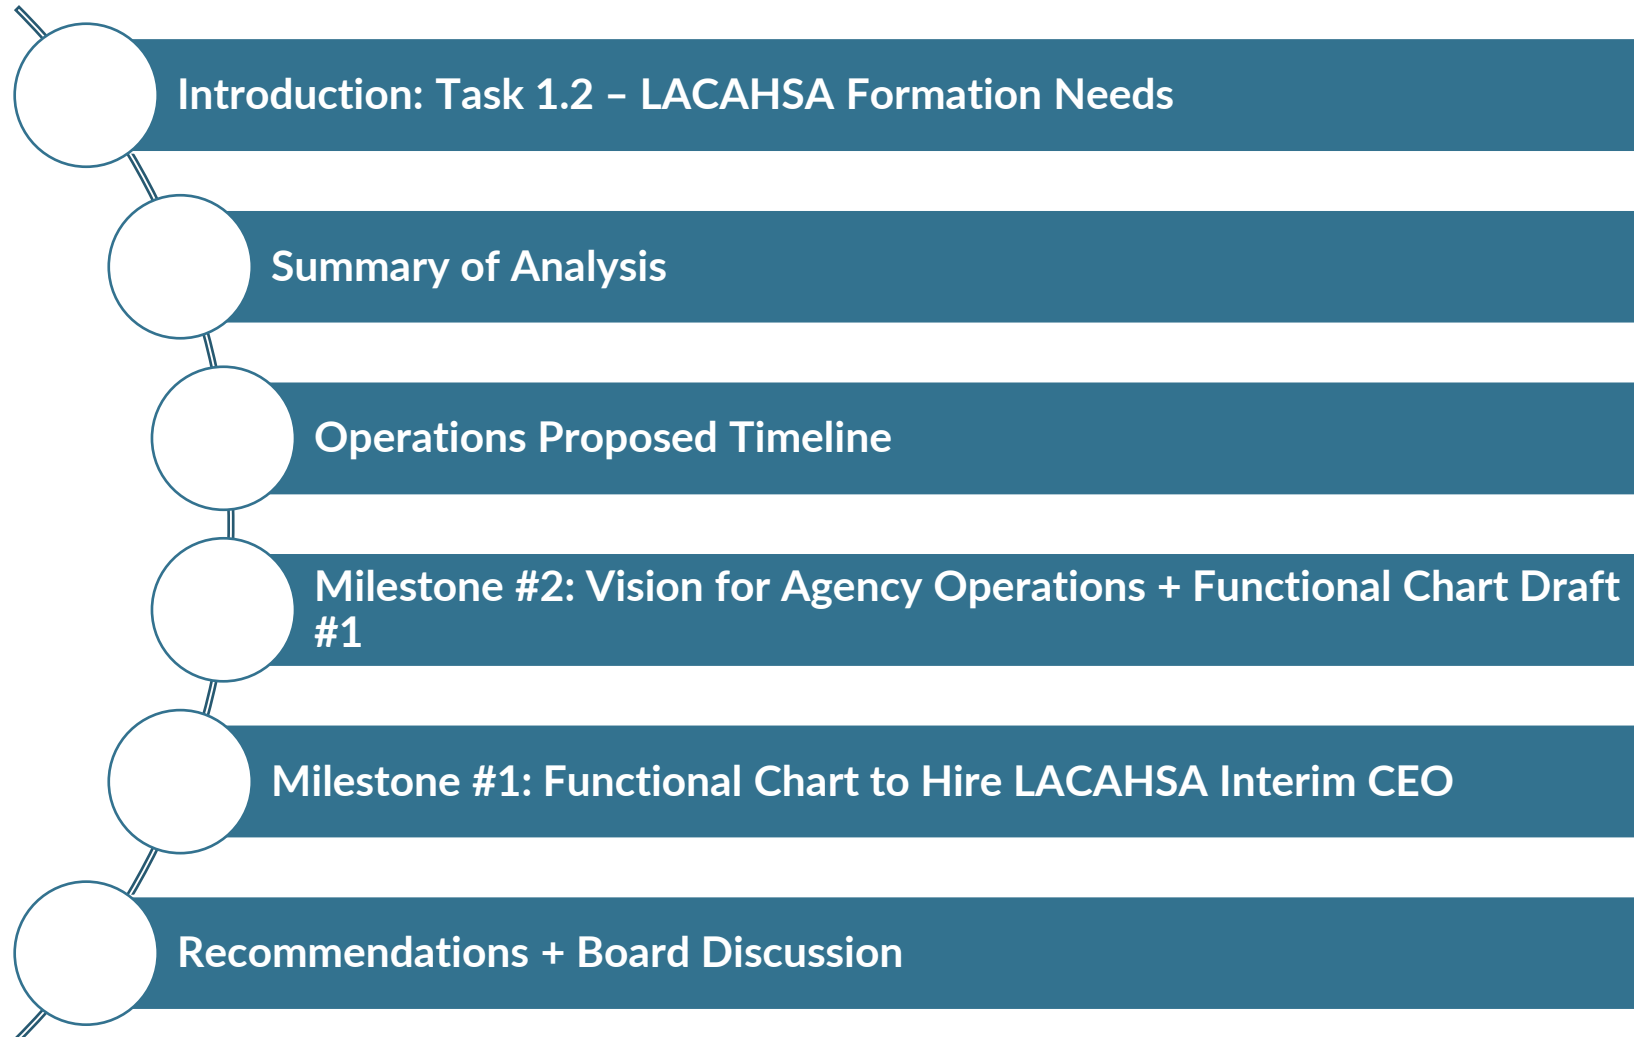 Introduction: Task 1.2 – LACAHSA Formation Needs
Summary of Analysis
Operations Proposed Timeline
Milestone #2: Vision for Agency Operations + Functional Chart Draft
#1
Milestone #1: Functional Chart to Hire LACAHSA Interim CEO
Recommendations + Board Discussion